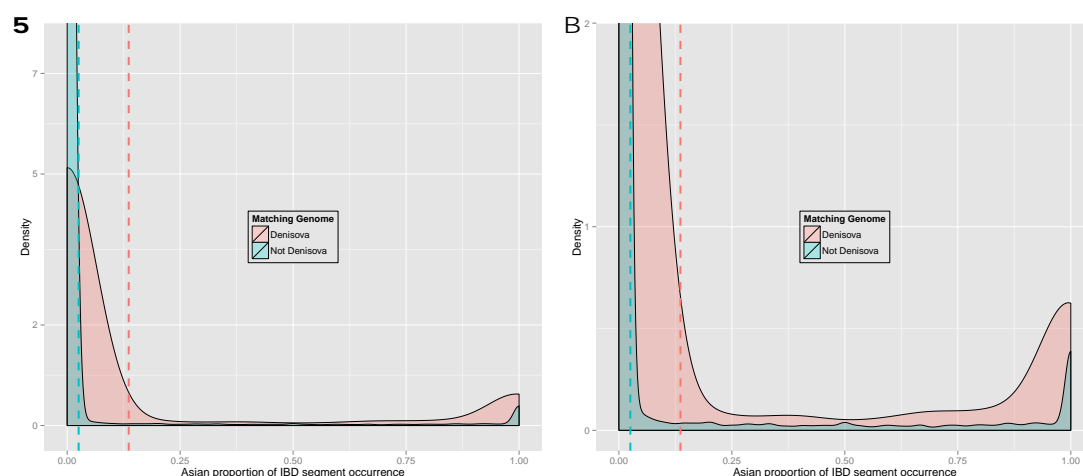 5
7
5
2
0
Density
Matching Genome
Denisova
Not Denisova
0.00 0.25 0.50 0.75 1.00
Asian proportion of IBD segment occurrence
B
2
1
0
Density
Matching Genome
Denisova
Not Denisova
0.00 0.25 0.50 0.75 1.00
Asian proportion of IBD segment occurrence